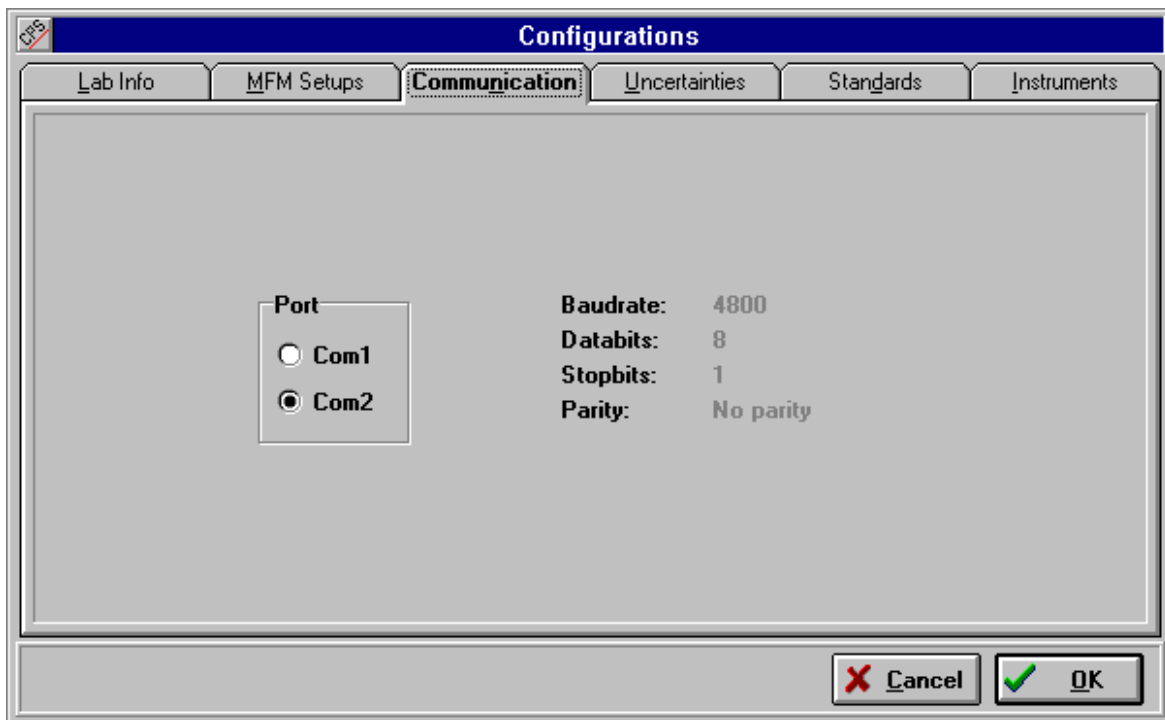 CPS
Configurations
Lab Info MFM Setups Communication Uncertainties Standards Instruments
Port
Com1
Com2
Baudrate: 4800
Databits: 8
Stopbits: 1
Parity: No parity
Cancel OK